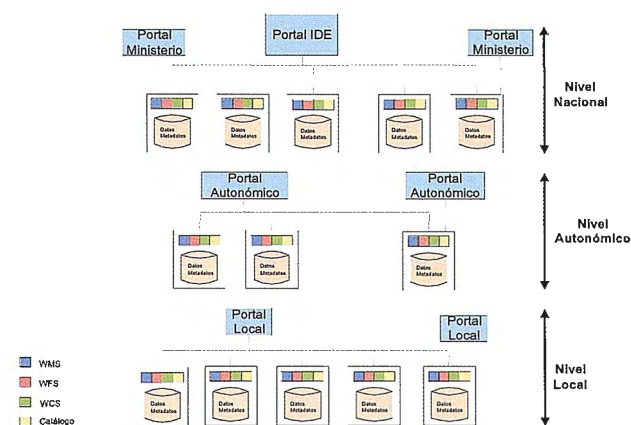 Portal
Ministerio
Portal IDE
Portal
Ministerio
Datos
Metadatos
Datos
Metadatos
Datos
Metadatos
Datos
Metadatos
Datos
Metadatos
Nivel
Nacional
Portal
Autonómico
Portal
Autonómico
Datos
Metadatos
Datos
Metadatos
Datos
Metadatos
Nivel
Autonómico
Portal
Local
Portal
Local
Datos
Metadatos
Datos
Metadatos
Datos
Metadatos
Datos
Metadatos
Datos
Metadatos
Nivel
Local
WMS
WFS
WCS
Catálogo